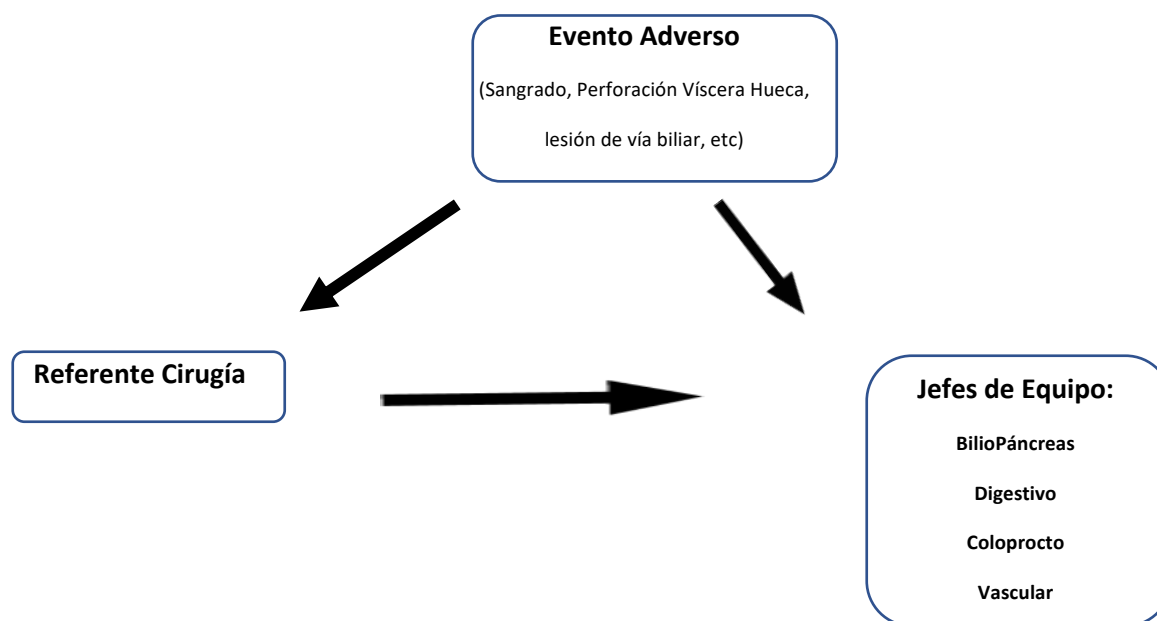 Evento Adverso
(Sangrado, Perforación Víscera Hueca,
lesión de vía biliar, etc)
Referente Cirugía
Jefes de Equipo:
BilioPáncreas
Digestivo
Coloprocto
Vascular